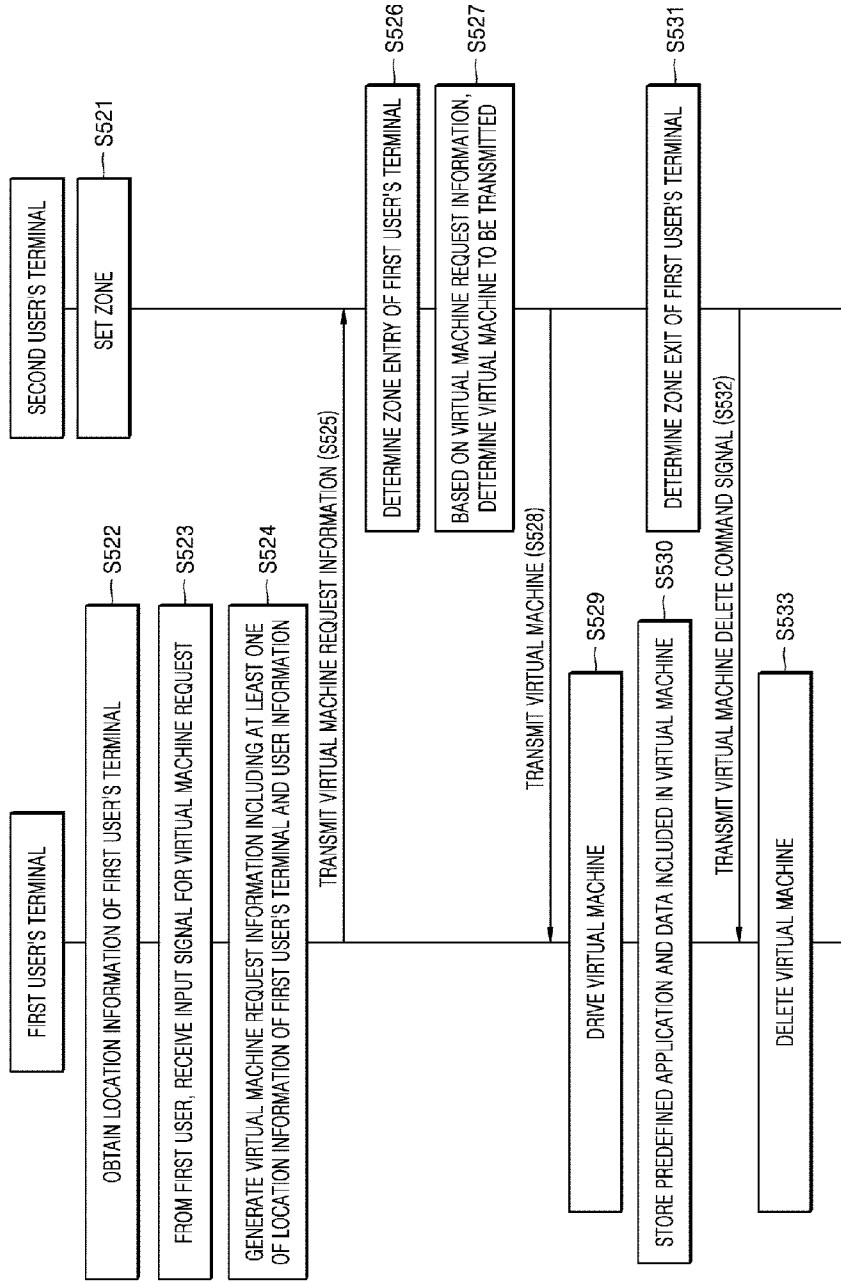 FIRST USER'S TERMINAL
SECOND USER'S TERMINAL
SET ZONE
S521
OBTAIN LOCATION INFORMATION OF FIRST USER'S TERMINAL
S522
FROM FIRST USER, RECEIVE INPUT SIGNAL FOR VIRTUAL MACHINE REQUEST
S523
GENERATE VIRTUAL MACHINE REQUEST INFORMATION INCLUDING AT LEAST ONE
OF LOCATION INFORMATION OF FIRST USER'S TERMINAL AND USER INFORMATION
S524
TRANSMIT VIRTUAL MACHINE REQUEST INFORMATION (S525)
DETERMINE ZONE ENTRY OF FIRST USER'S TERMINAL
S526
BASED ON VIRTUAL MACHINE REQUEST INFORMATION,
DETERMINE VIRTUAL MACHINE TO BE TRANSMITTED
S527
TRANSMIT VIRTUAL MACHINE (S528)
DRIVE VIRTUAL MACHINE
S529
STORE PREDEFINED APPLICATION AND DATA INCLUDED IN VIRTUAL MACHINE
S530
DETERMINE ZONE EXIT OF FIRST USER'S TERMINAL
S531
TRANSMIT VIRTUAL MACHINE DELETE COMMAND SIGNAL (S532)
DELETE VIRTUAL MACHINE
S533